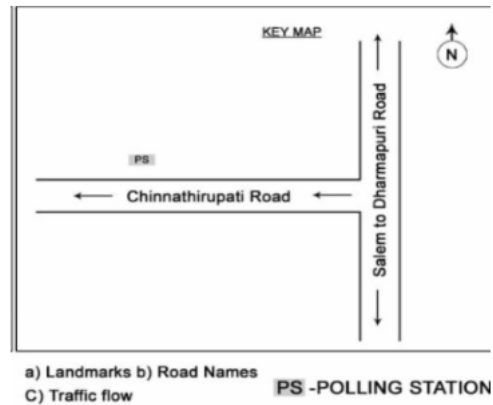 KEY MAP
N
PS
Chinnathirupati Road
Salem to Dharmapuri Road
a) Landmarks b) Road Names
C) Traffic flow
PS -POLLING STATION